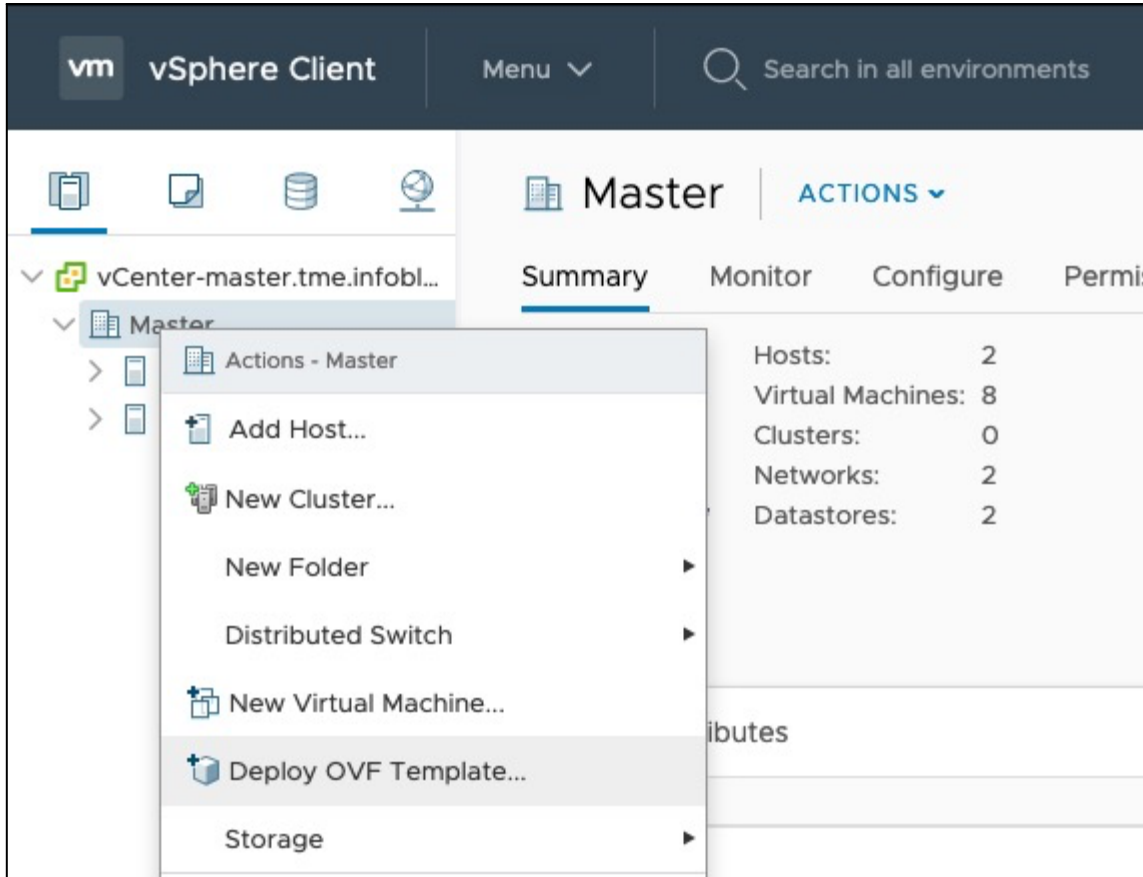 vm vSphere Client Menu Search in all environments
Master ACTIONS
vCenter-master.tme.infobl...
Master
Summary Monitor Configure Permis
Hosts: 2
Virtual Machines: 8
Clusters: 0
Networks: 2
Datastores: 2
ibutes
Actions - Master
Add Host...
New Cluster...
New Folder
Distributed Switch
New Virtual Machine...
Deploy OVF Template...
Storage